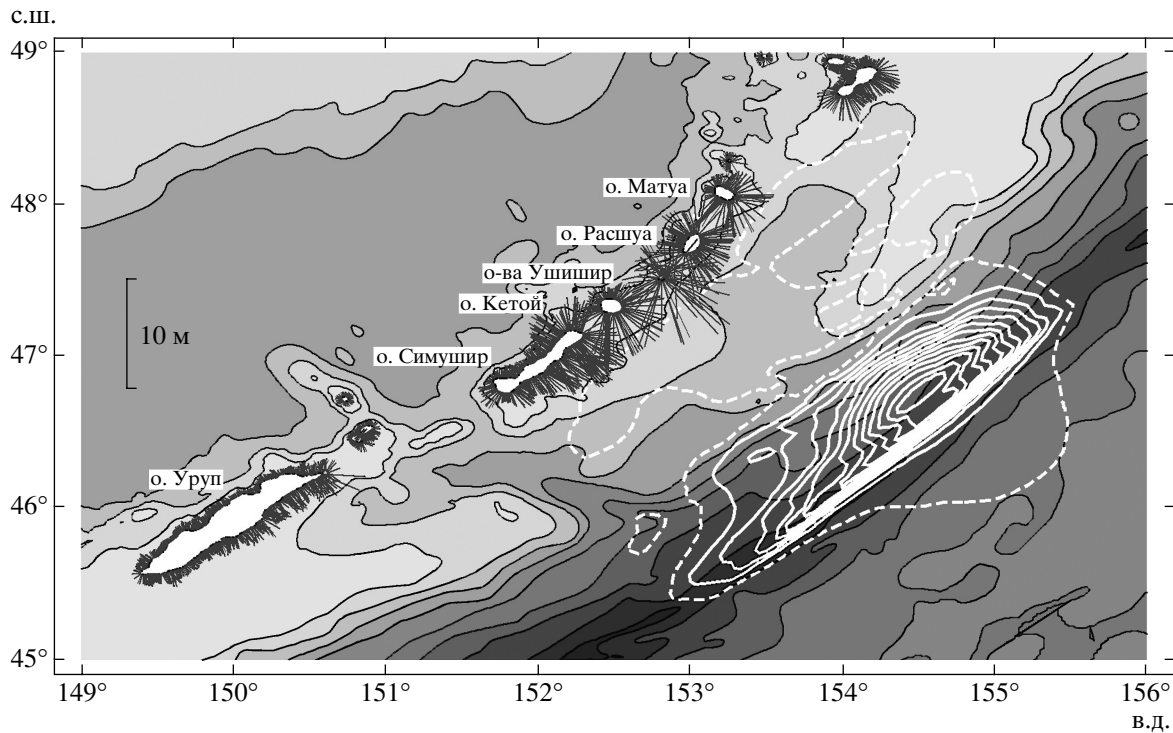 с.ш.
49°
48°
47°
46°
45°
10 м
о. Матуа
о. Расшуа
о-ва Ушишир
о. Кетой
о. Симушир
о. Уруп
149° 150° 151° 152° 153° 154° 155° 156°
в.д.